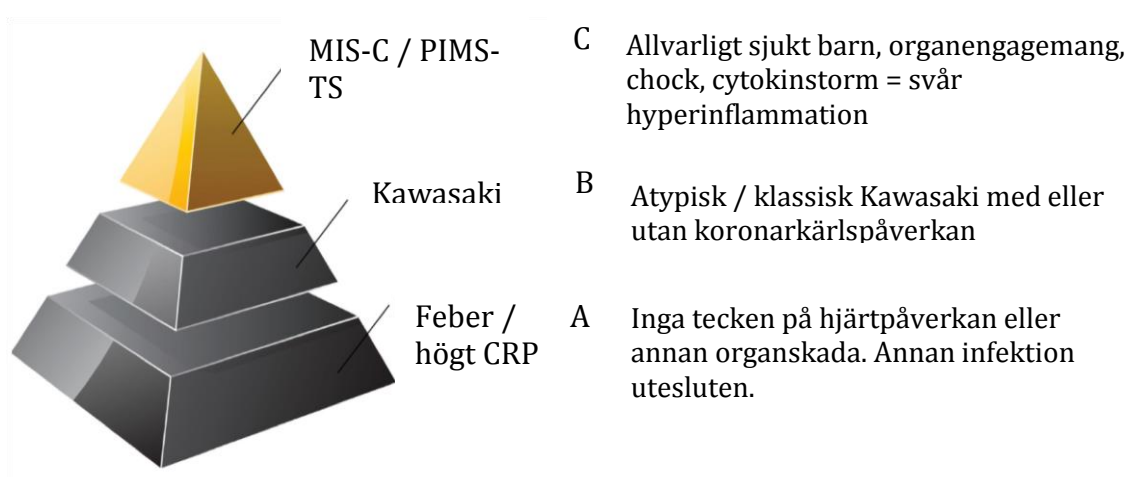 MIS-C / PIMS-
TS
C
Allvarligt sjukt barn, organengagemang,
chock, cytokinstorm = svår
hyperinflammation
Kawasaki
B
Atypisk / klassisk Kawasaki med eller
utan koronarkärlspåverkan
Feber /
högt CRP
A
Inga tecken på hjärtpåverkan eller
annan organskada. Annan infektion
utesluten.